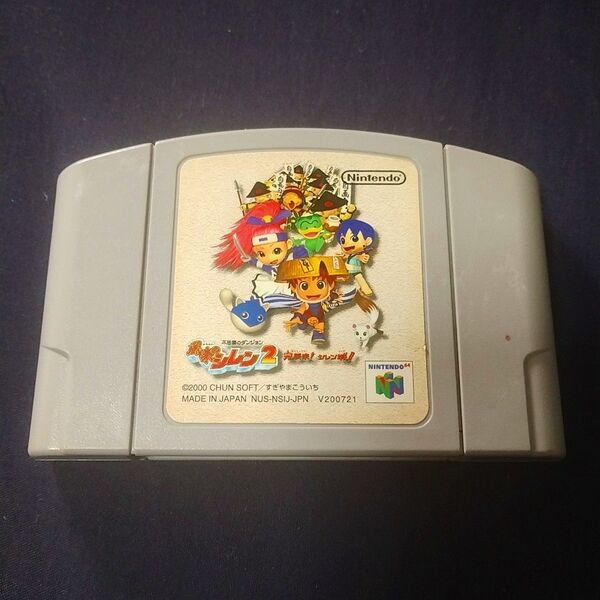 Nintendo
不思議のダンジョン
風来のシレン2
鬼襲来！シレン城！
NINTENDO 64
©2000 CHUN SOFT／すぎやまこういち
MADE IN JAPAN NUS-NSIJ-JPN V200721